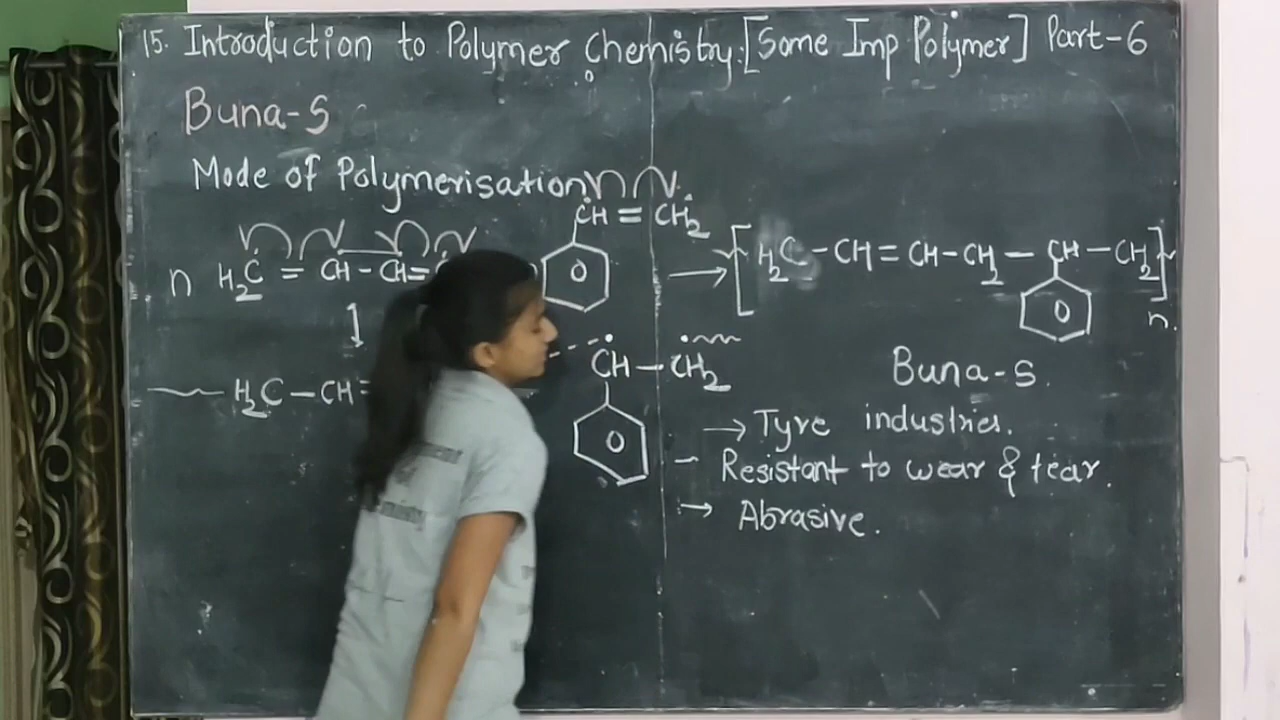 15. Introduction to Polymer Chemistry: [Some Imp Polymer] Part-6
Buna-S
Mode of Polymerisation
CH = CH2
n H2C = CH - CH =
[H2C - CH = CH - CH2 - CH - CH2]n.
H2C - CH =
CH - CH2
Buna-S.
→ Tyre industries.
- Resistant to wear & tear.
→ Abrasive.